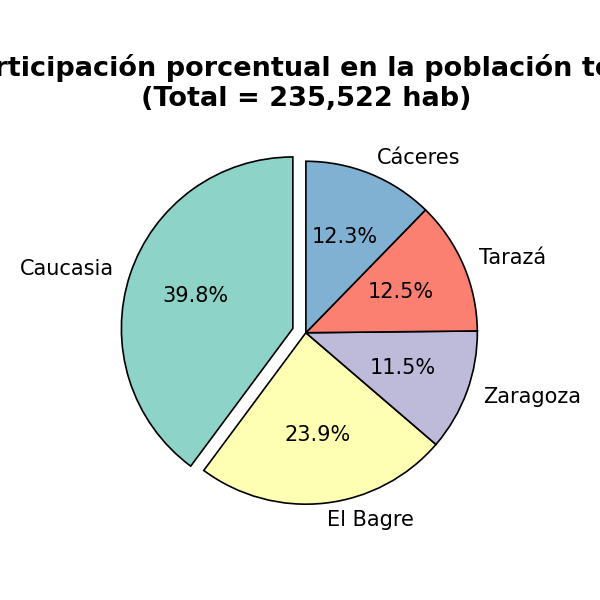 rticipación porcentual en la población t
(Total = 235,522 hab)
Cáceres
12.3%
Tarazá
12.5%
Caucasia
39.8%
11.5%
Zaragoza
23.9%
El Bagre